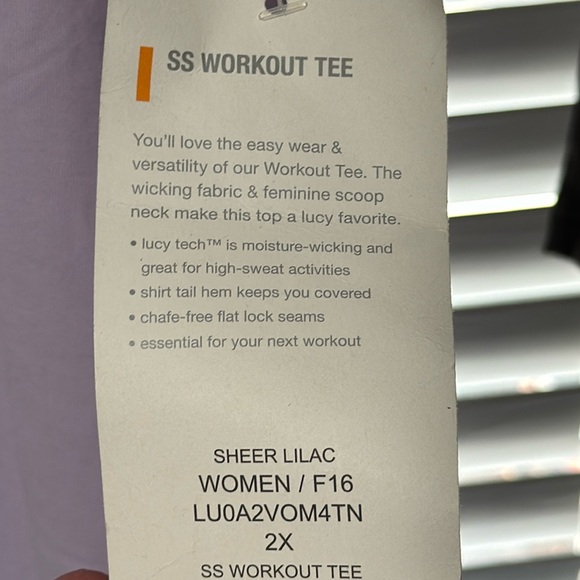 SS WORKOUT TEE
You'll love the easy wear &
versatility of our Workout Tee. The
wicking fabric & feminine scoop
neck make this top a lucy favorite.
• lucy tech™ is moisture-wicking and
great for high-sweat activities
• shirt tail hem keeps you covered
• chafe-free flat lock seams
• essential for your next workout
SHEER LILAC
WOMEN / F16
LU0A2VOM4TN
2X
SS WORKOUT TEE